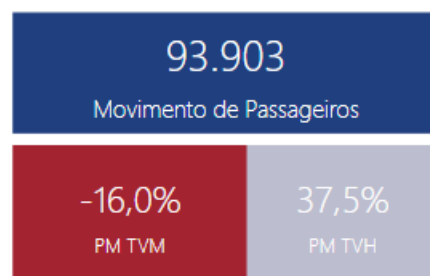 93.903
Movimento de Passageiros
-16,0%
PM TVM
37,5%
PM TVH